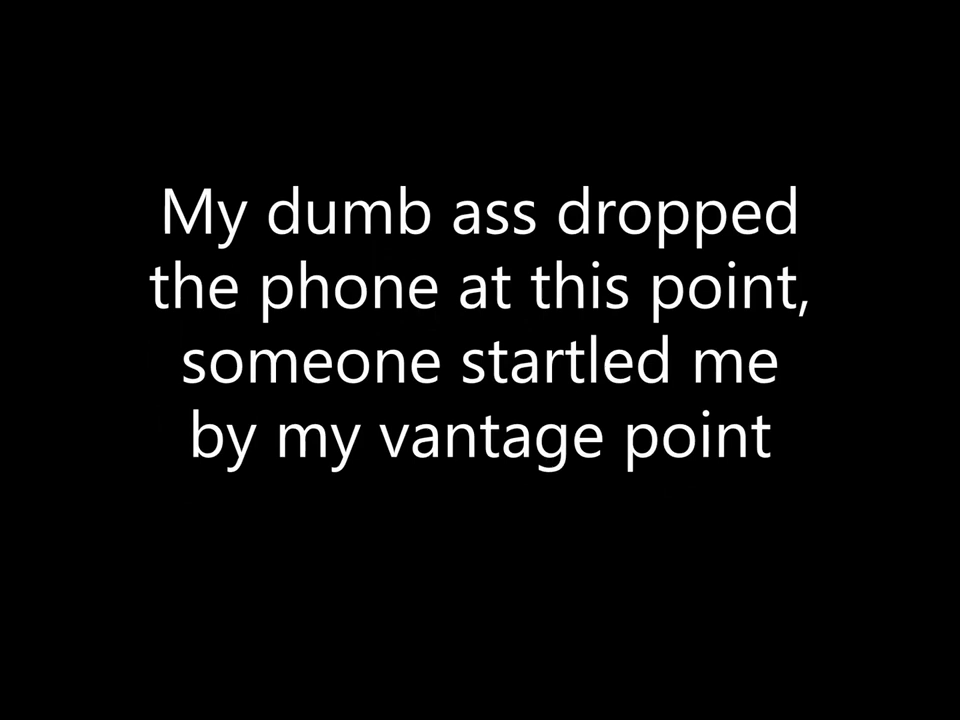 My dumb ass dropped
the phone at this point,
someone startled me
by my vantage point